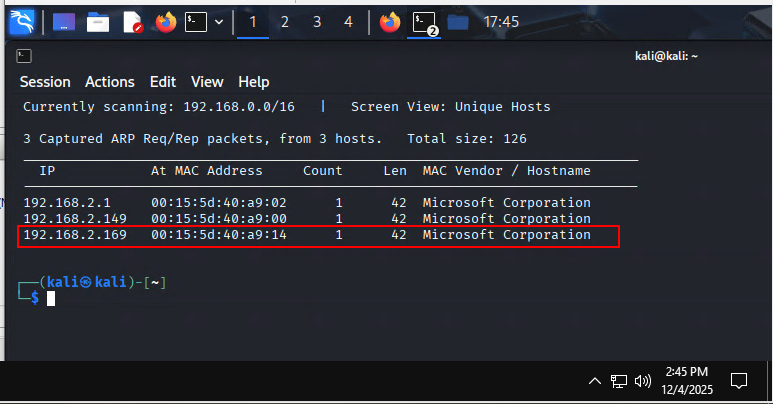 1 2 3 4 2 17:45
kali@kali: ~
Session Actions Edit View Help
Currently scanning: 192.168.0.0/16 | Screen View: Unique Hosts
3 Captured ARP Req/Rep packets, from 3 hosts. Total size: 126
IP At MAC Address Count Len MAC Vendor / Hostname
192.168.2.1 00:15:5d:40:a9:02 1 42 Microsoft Corporation
192.168.2.149 00:15:5d:40:a9:00 1 42 Microsoft Corporation
192.168.2.169 00:15:5d:40:a9:14 1 42 Microsoft Corporation
┌──(kali㉿kali)-[~]
└─$
2:45 PM
12/4/2025